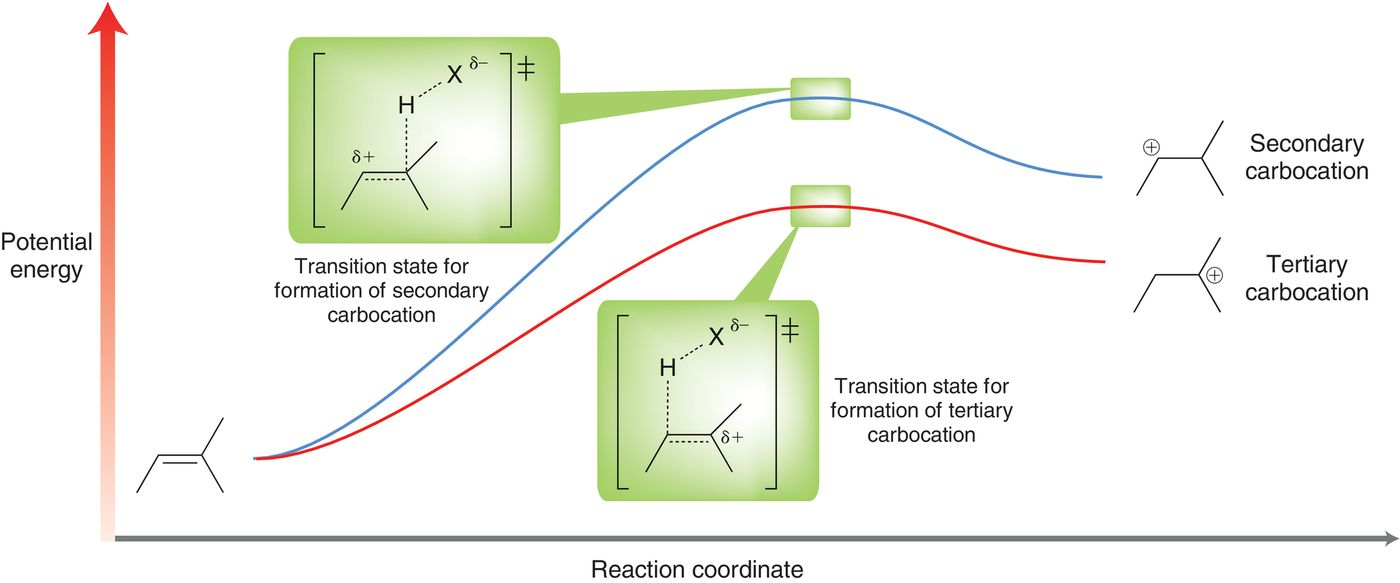 Potential
energy
X δ−
‡
H
δ+
Transition state for
formation of secondary
carbocation
⊕
Secondary
carbocation
⊕
Tertiary
carbocation
X δ−
‡
H
δ+
Transition state for
formation of tertiary
carbocation
Reaction coordinate